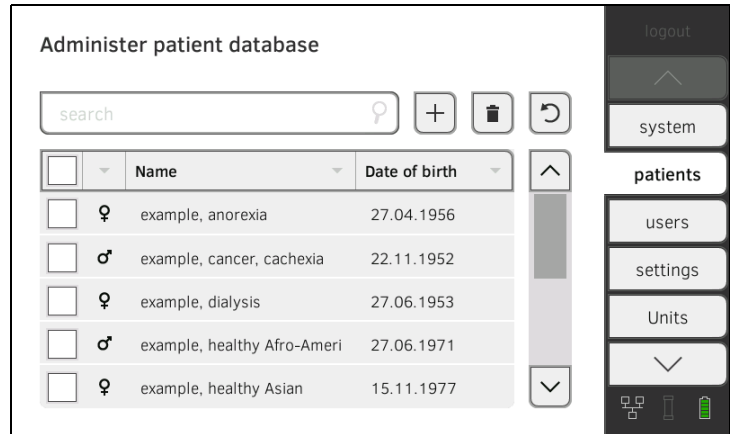 Administer patient database
search
Name Date of birth
example, anorexia 27.04.1956
example, cancer, cachexia 22.11.1952
example, dialysis 27.06.1953
example, healthy Afro-Ameri 27.06.1971
example, healthy Asian 15.11.1977
logout
system
patients
users
settings
Units